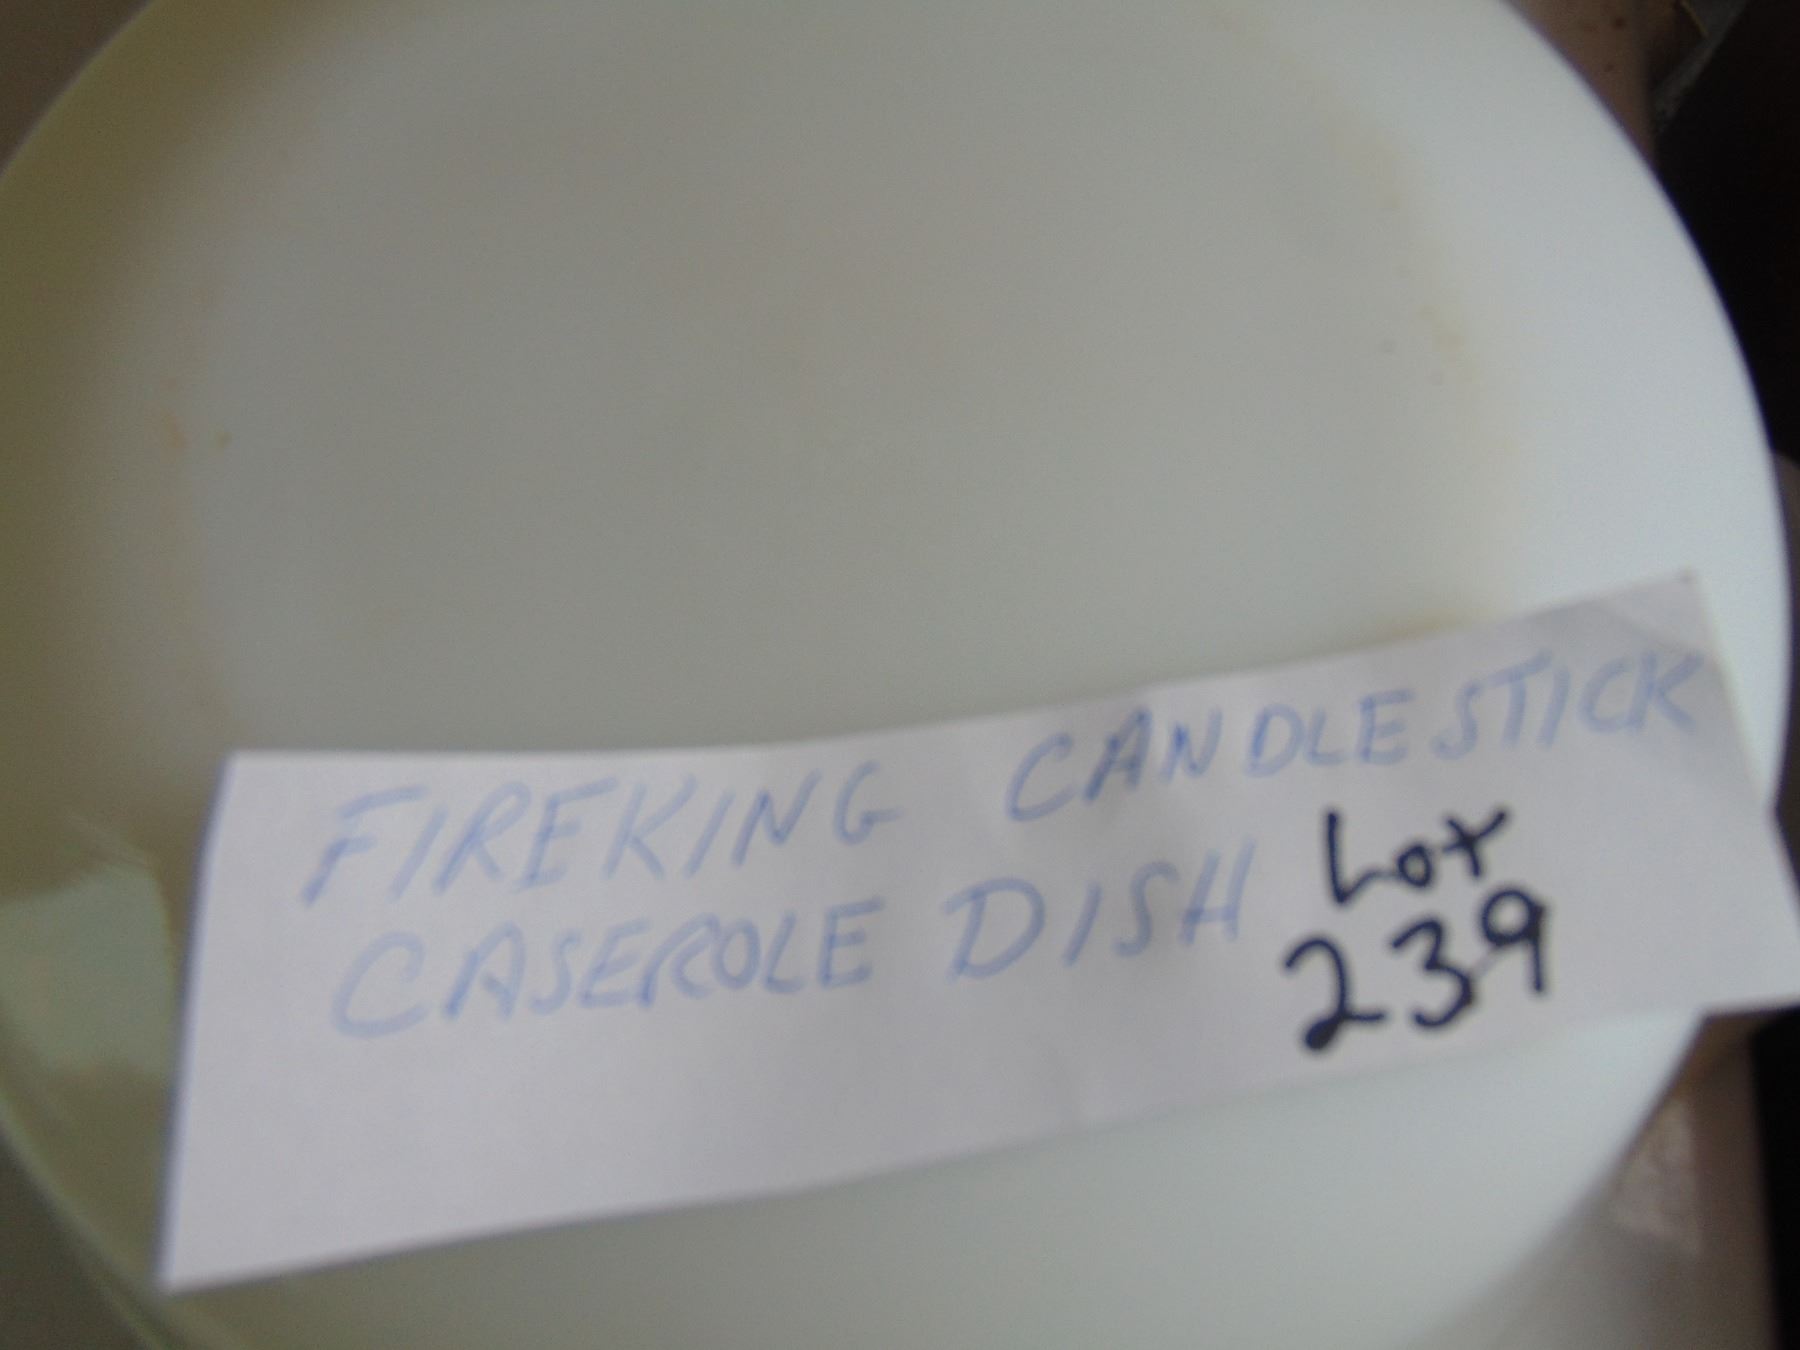 FIREKING CANDLESTICK
CASEROLE DISH
Lot
239